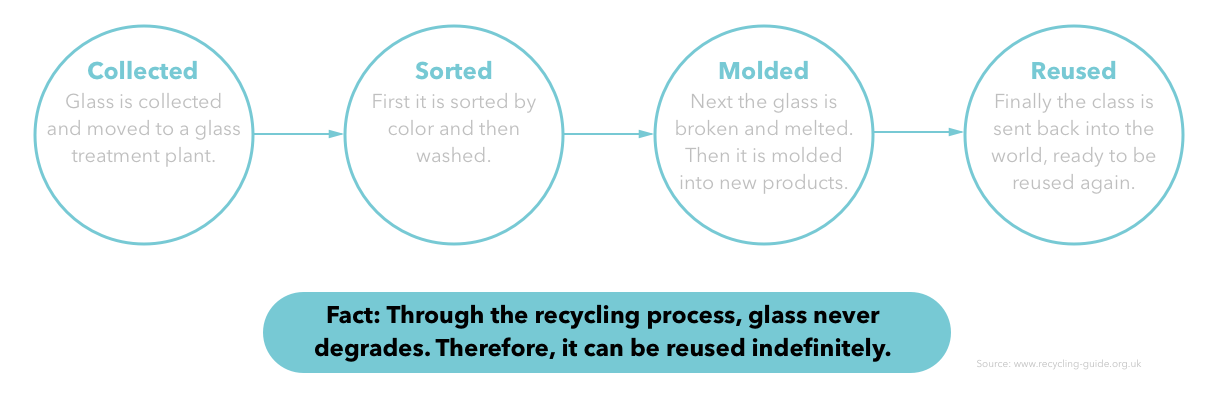 Collected
Glass is collected
and moved to a glass
treatment plant.
Sorted
First it is sorted by
color and then
washed.
Molded
Next the glass is
broken and melted.
Then it is molded
into new products.
Reused
Finally the class is
sent back into the
world, ready to be
reused again.
Fact: Through the recycling process, glass never
degrades. Therefore, it can be reused indefinitely.
Source: www.recycling-guide.org.uk